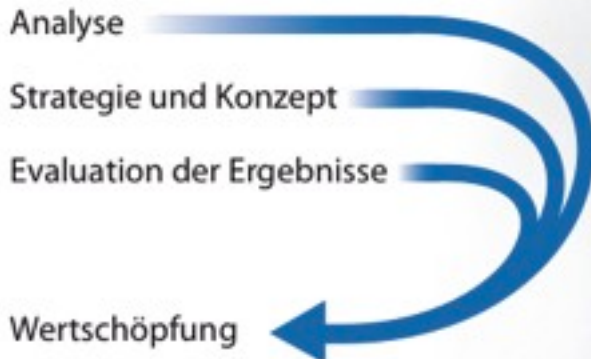 Analyse
Strategie und Konzept
Evaluation der Ergebnisse
Wertschöpfung